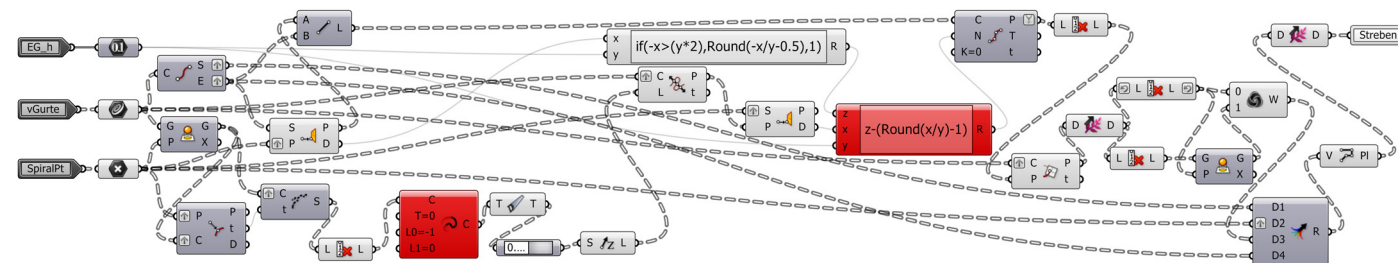 EG_h
0.1
vGurte
SpiralPt
C S
E
A
B L
G G
P X
S P
P D
P P
C t
D
C S
t
L L
C
T=0
L0=-1
L1=0 C
T T
0....
S L
x
y if(-x>(y*2),Round(-x/y-0.5),1) R
C P
L t
S P
P D
z
x z-(Round(x/y)-1) R
y
C P
N T
K=0 t
L L
C P
P t
D D
L L
L L
G G
P X
0
1 W
D D
Streben
V Pl
D1
D2
D3 R
D4